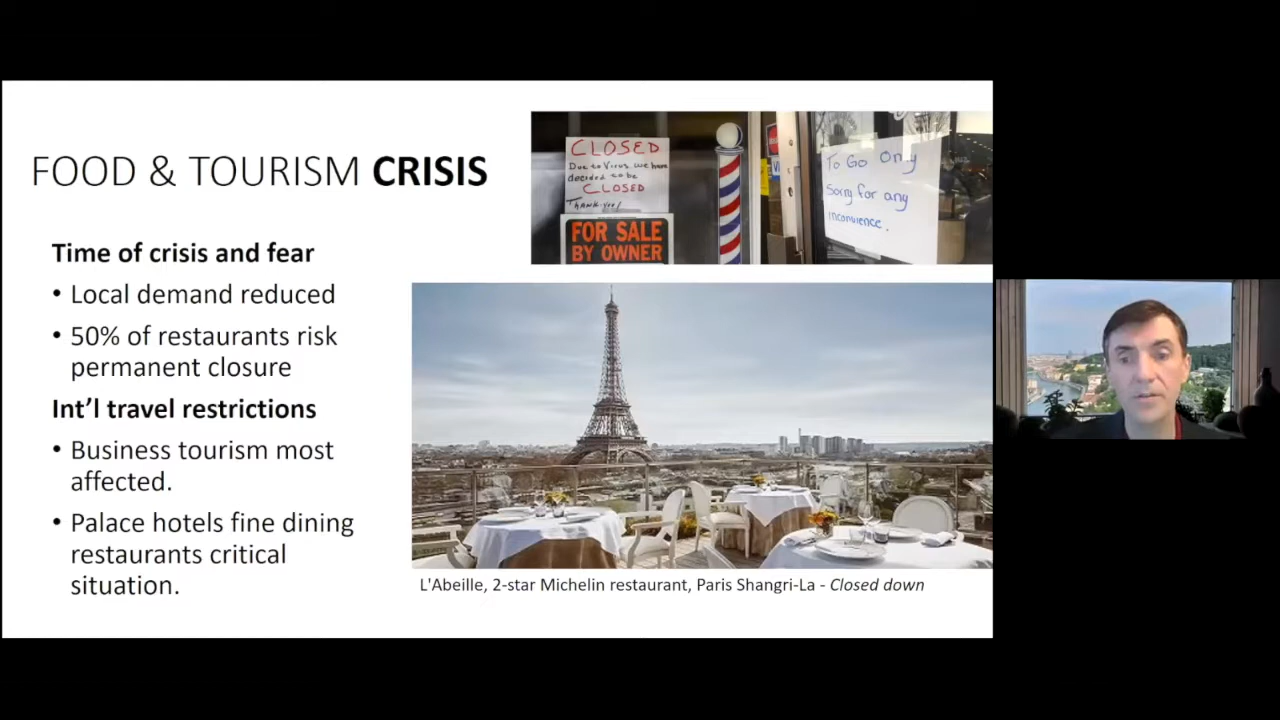 FOOD & TOURISM CRISIS
Time of crisis and fear
• Local demand reduced
• 50% of restaurants risk
permanent closure
Int'l travel restrictions
• Business tourism most
affected.
• Palace hotels fine dining
restaurants critical
situation.
CLOSED
Due to Virus we have
decided to be
CLOSED
Thank-you!
FOR SALE
BY OWNER
To Go Only
Sorry for any
L'Abeille, 2-star Michelin restaurant, Paris Shangri-La - Closed down